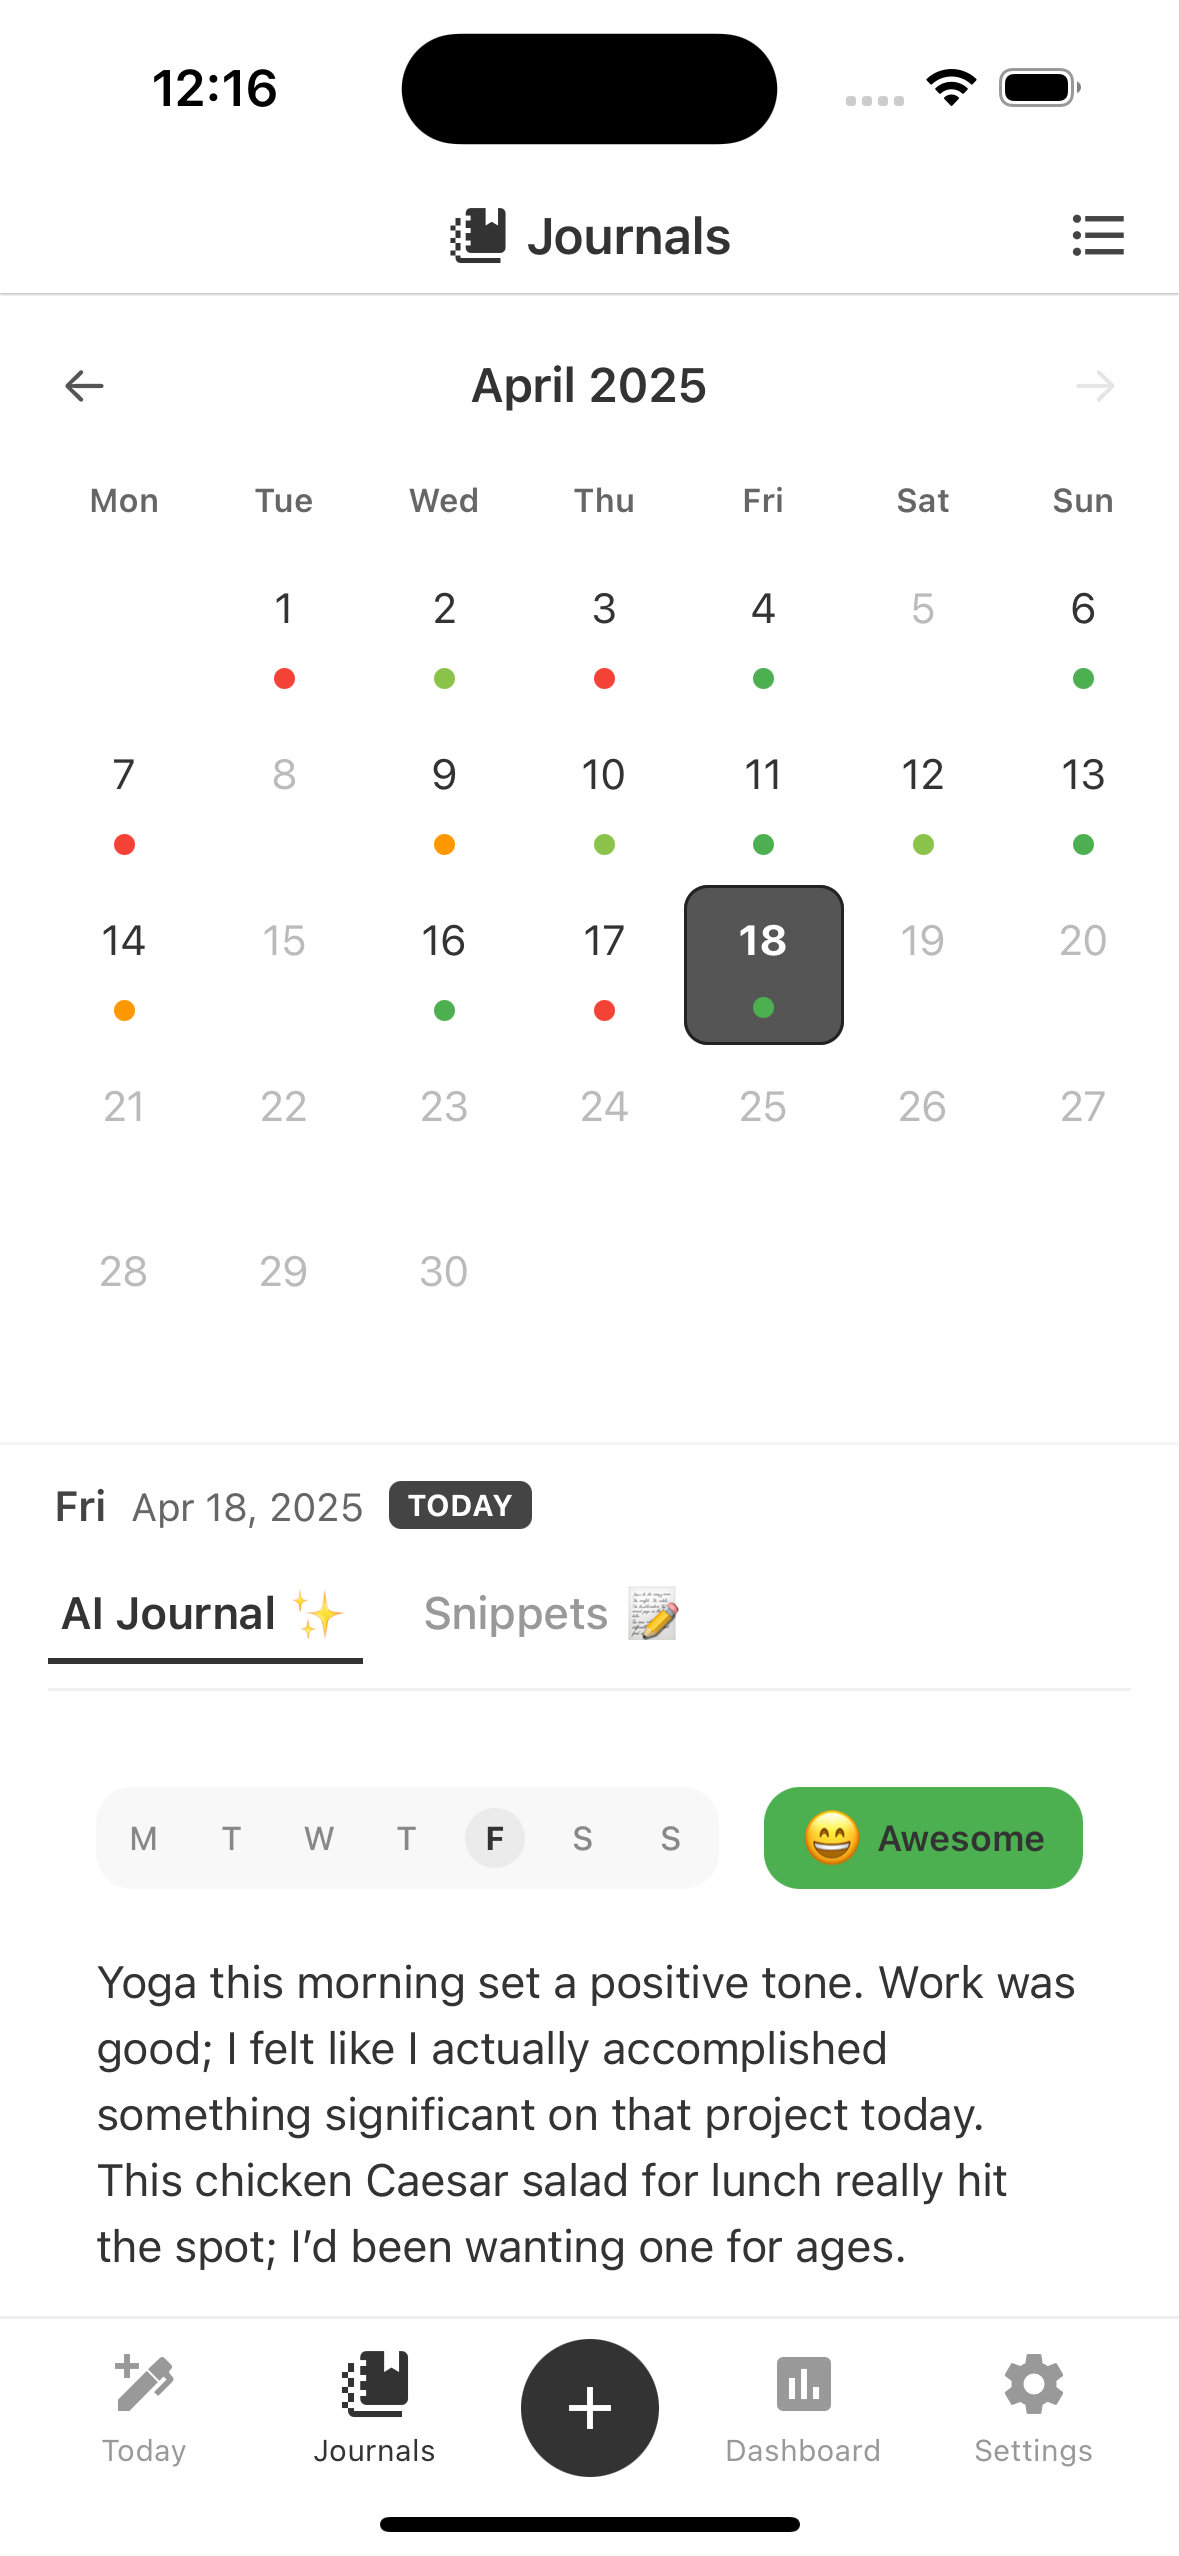 12:16
Journals
April 2025
Mon Tue Wed Thu Fri Sat Sun
1 2 3 4 5 6
7 8 9 10 11 12 13
14 15 16 17 18 19 20
21 22 23 24 25 26 27
28 29 30
Fri Apr 18, 2025 TODAY
AI Journal ✨ Snippets 📝
M T W T F S S 😄 Awesome
Yoga this morning set a positive tone. Work was
good; I felt like I actually accomplished
something significant on that project today.
This chicken Caesar salad for lunch really hit
the spot; I’d been wanting one for ages.
Today Journals Dashboard Settings